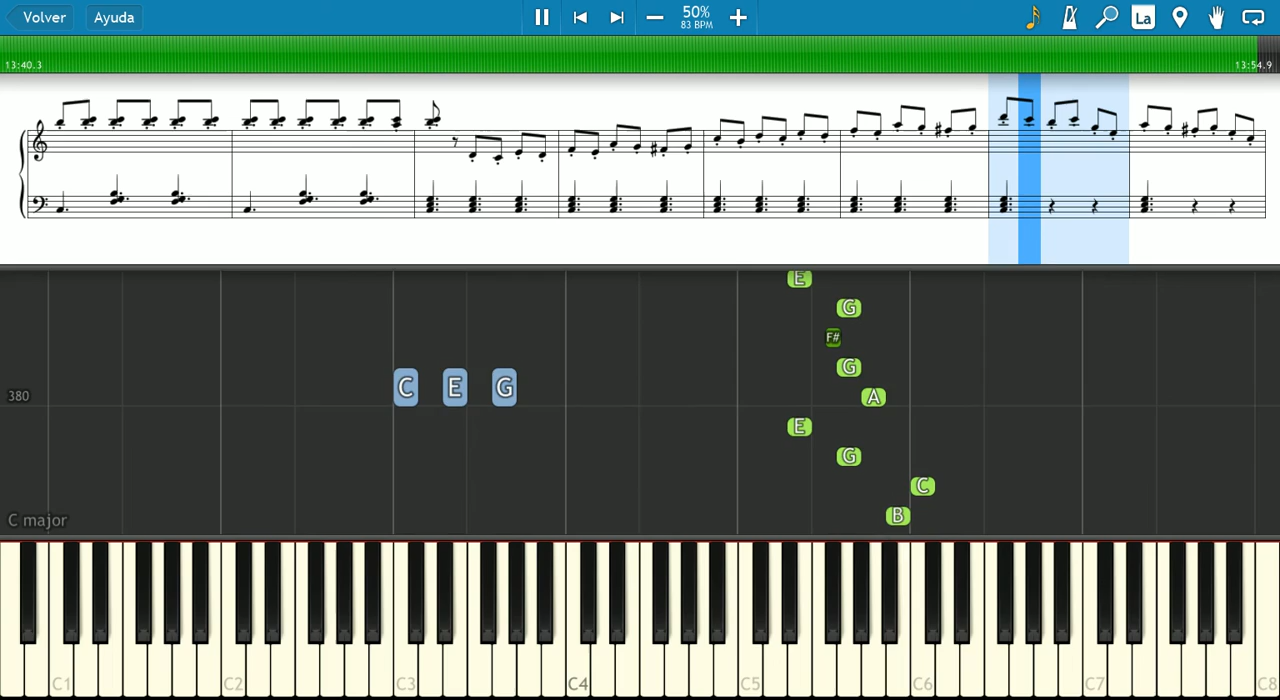 Volver Ayuda 50% La
83 BPM
13:40.3 13:54.9
E
G
F#
G
C E G
380 A
E
G
C
C major B
C1 C2 C3 C4 C5 C6 C7 C8